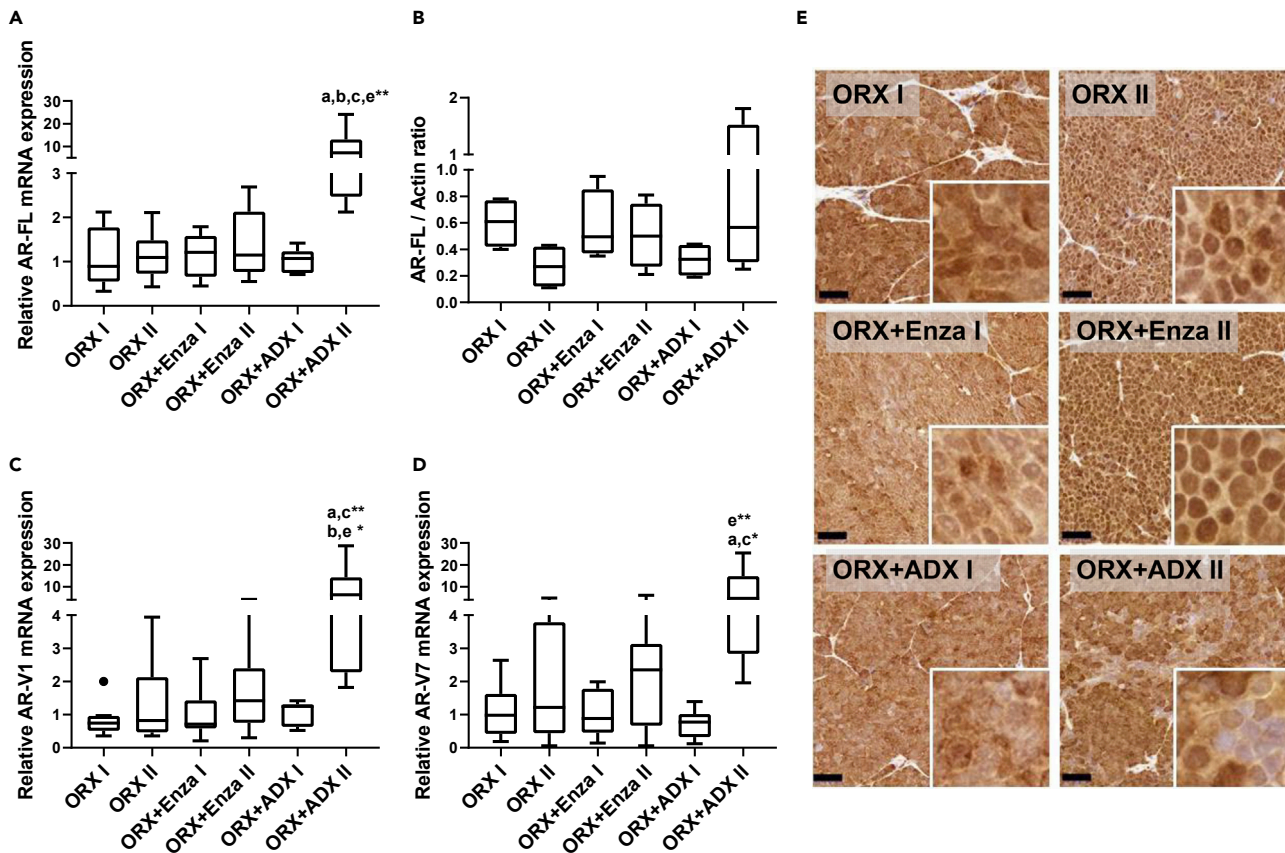 A
Relative AR-FL mRNA expression
30
20
10
3
2
1
0
a,b,c,e**
ORX I
ORX II
ORX+Enza I
ORX+Enza II
ORX+ADX I
ORX+ADX II
B
AR-FL / Actin ratio
2
1
1.0
0.8
0.6
0.4
0.2
0.0
ORX I
ORX II
ORX+Enza I
ORX+Enza II
ORX+ADX I
ORX+ADX II
C
Relative AR-V1 mRNA expression
30
20
10
4
3
2
1
0
a,c**
b,e *
ORX I
ORX II
ORX+Enza I
ORX+Enza II
ORX+ADX I
ORX+ADX II
D
Relative AR-V7 mRNA expression
30
20
10
4
3
2
1
0
e**
a,c*
ORX I
ORX II
ORX+Enza I
ORX+Enza II
ORX+ADX I
ORX+ADX II
E
ORX I
ORX II
ORX+Enza I
ORX+Enza II
ORX+ADX I
ORX+ADX II